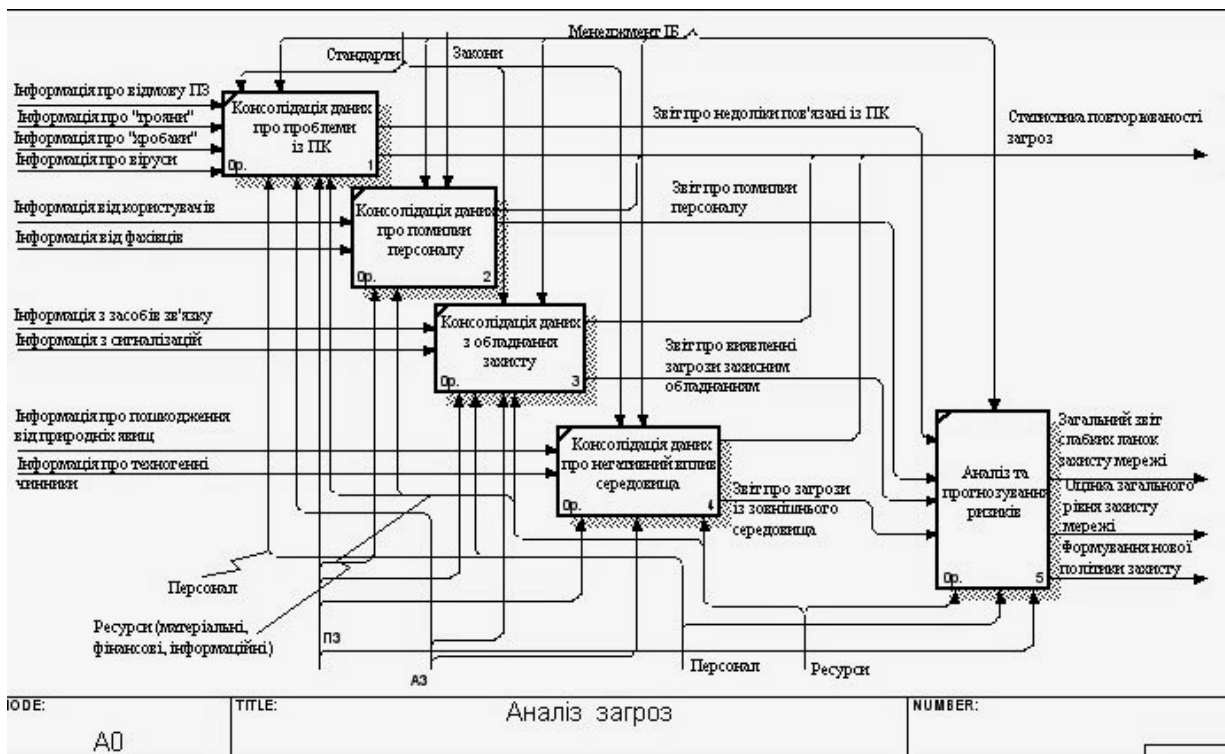 Менеджмент ІБ
Стандарти
Закони
Інформація про відмову ПЗ
Інформація про "трояни"
Інформація про "хробаки"
Інформація про віруси
Консолідація даних
про проблеми
із ПК
0р.
1
Звіт про недоліки пов'язані із ПК
Статистика повторюваності
загроз
Інформація від користувачів
Інформація від фахівців
Консолідація даних
про помилки
персоналу
0р.
2
Звіт про помилки
персоналу
Інформація з засобів зв'язку
Інформація з сигналізацій
Консолідація даних
з обладнання
захисту
0р.
3
Звіт про виявленні
загрози захисним
обладнанням
Інформація про пошкодження
від природніх явищ
Інформація про техногенні
чинники
Консолідація даних
про негативний вплив
середовища
0р.
4
Звіт про загрози
із зовнішнього
середовища
Аналіз та
прогнозування
ризиків
0р.
5
Загальний звіт
слабких ланок
захисту мережі
Оцінка загального
рівня захисту
мережі
Формування нової
політики захисту
Персонал
Ресурси (матеріальні,
фінансові, інформаційні)
ПЗ
АЗ
Персонал
Ресурси
TITLE:
Аналіз загроз
NUMBER:
A0